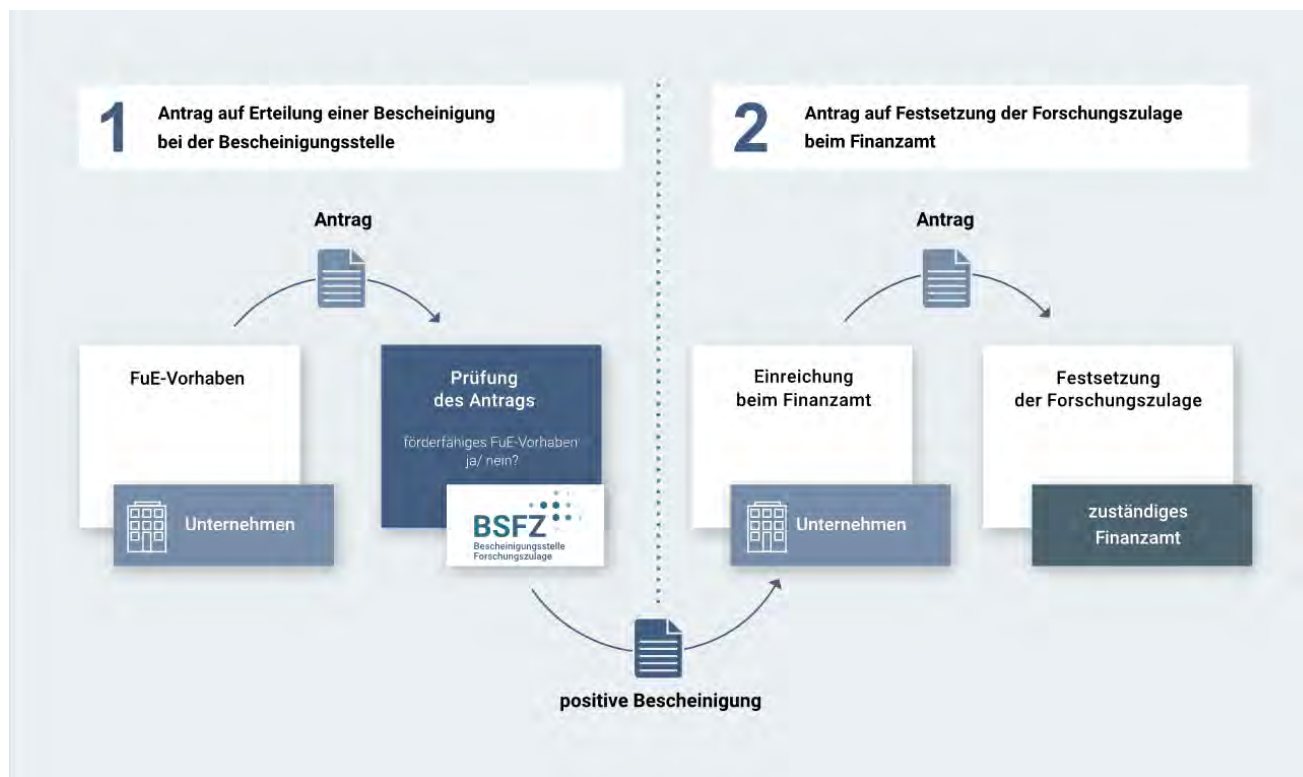 1
Antrag auf Erteilung einer Bescheinigung
bei der Bescheinigungsstelle
Antrag
FuE-Vorhaben
Unternehmen
Prüfung
des Antrags
förderfähiges FuE-Vorhaben
ja/ nein?
BSFZ
Bescheinigungsstelle
Forschungszulage
positive Bescheinigung
2
Antrag auf Festsetzung der Forschungszulage
beim Finanzamt
Antrag
Einreichung
beim Finanzamt
Unternehmen
Festsetzung
der Forschungszulage
zuständiges
Finanzamt